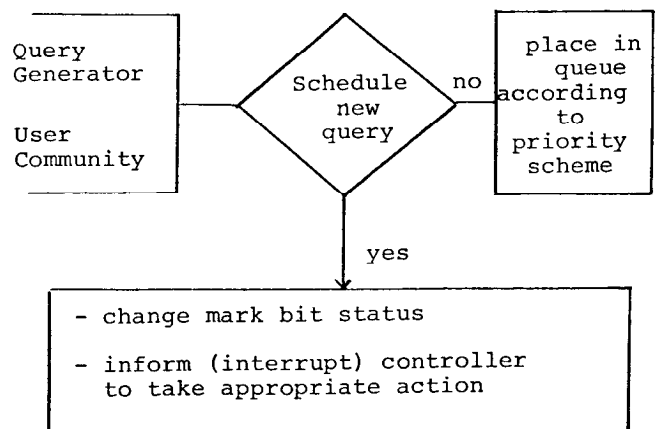 Query
Generator
User
Community
Schedule
new
query
no
place in
queue
according
to
priority
scheme
yes
- change mark bit status
- inform (interrupt) controller
to take appropriate action